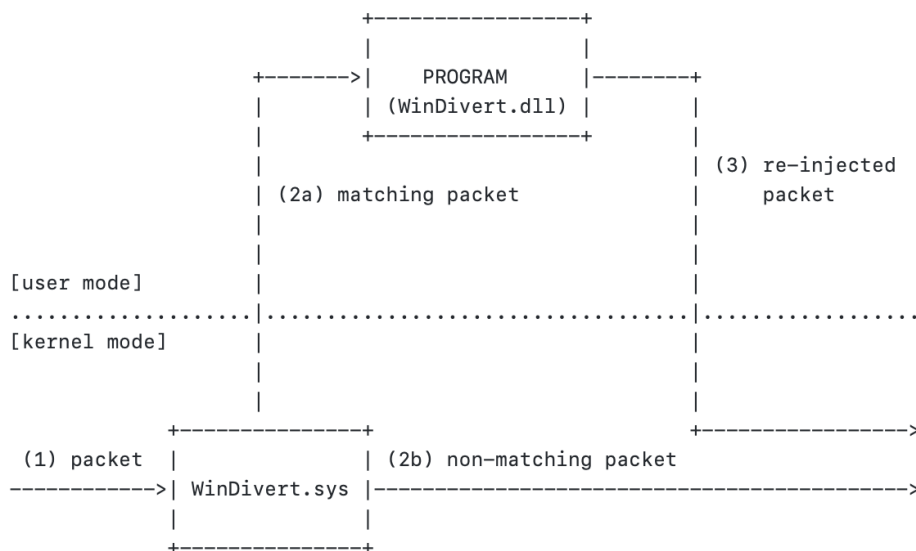 PROGRAM
(WinDivert.dll)
(3) re-injected
packet
(2a) matching packet
[user mode]
[kernel mode]
(1) packet
(2b) non-matching packet
WinDivert.sys